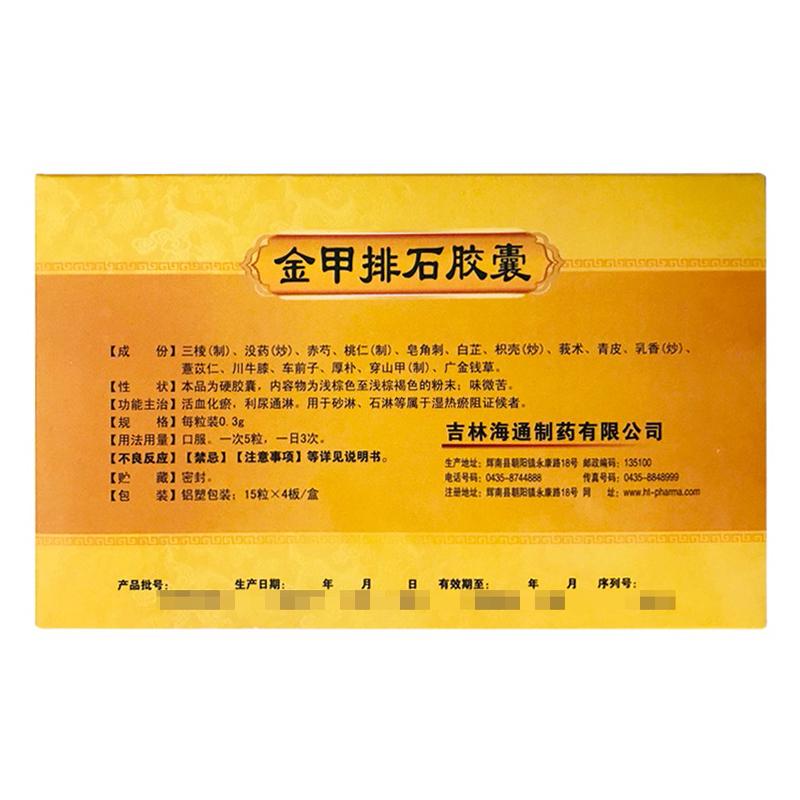 金甲排石胶囊
【成　份】三棱(制)、没药(炒)、赤芍、桃仁(制)、皂角刺、白芷、枳壳(炒)、莪术、青皮、乳香(炒)、
薏苡仁、川牛膝、车前子、厚朴、穿山甲(制)、广金钱草。
【性　状】本品为硬胶囊，内容物为浅棕色至浅棕褐色的粉末；味微苦。
【功能主治】活血化瘀，利尿通淋。用于砂淋、石淋等属于湿热瘀阻证候者。
【规　格】每粒装0.3g
【用法用量】口服。一次5粒，一日3次。
【不良反应】【禁忌】【注意事项】等详见说明书。
【贮　藏】密封。
【包　装】铝塑包装；15粒×4板/盒
吉林海通制药有限公司
生产地址：辉南县朝阳镇永康路18号 邮政编码：135100
电话号码：0435-8744888 传真号码：0435-8848999
注册地址：辉南县朝阳镇永康路18号 网　址：www.ht-pharma.com
产品批号： 生产日期： 年 月 日 有效期至： 年 月 序列号：